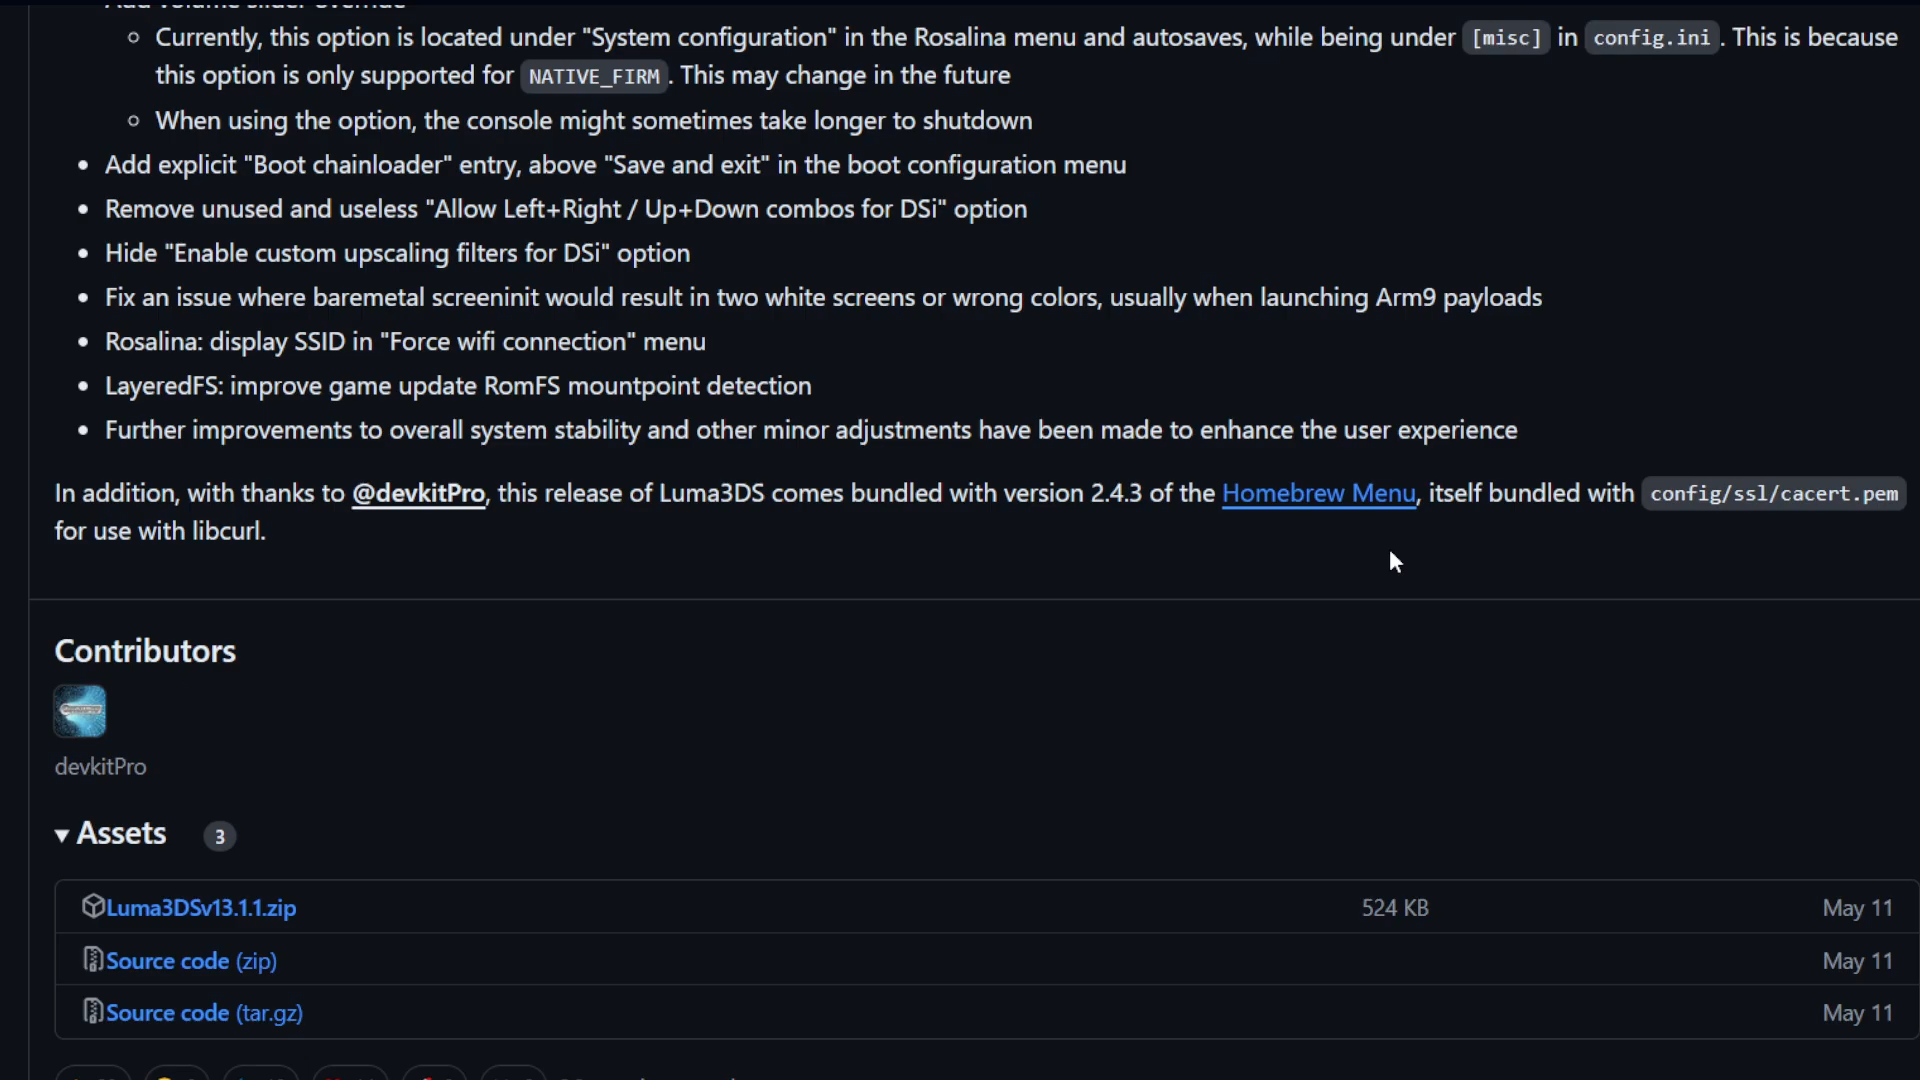 Add volume slider override
Currently, this option is located under "System configuration" in the Rosalina menu and autosaves, while being under [misc] in config.ini. This is because
this option is only supported for NATIVE_FIRM. This may change in the future
When using the option, the console might sometimes take longer to shutdown
Add explicit "Boot chainloader" entry, above "Save and exit" in the boot configuration menu
Remove unused and useless "Allow Left+Right / Up+Down combos for DSi" option
Hide "Enable custom upscaling filters for DSi" option
Fix an issue where baremetal screeninit would result in two white screens or wrong colors, usually when launching Arm9 payloads
Rosalina: display SSID in "Force wifi connection" menu
LayeredFS: improve game update RomFS mountpoint detection
Further improvements to overall system stability and other minor adjustments have been made to enhance the user experience
In addition, with thanks to @devkitPro, this release of Luma3DS comes bundled with version 2.4.3 of the Homebrew Menu, itself bundled with config/ssl/cacert.pem
for use with libcurl.
Contributors
devkitPro
Assets 3
Luma3DSv13.1.1.zip 524 KB May 11
Source code (zip) May 11
Source code (tar.gz) May 11